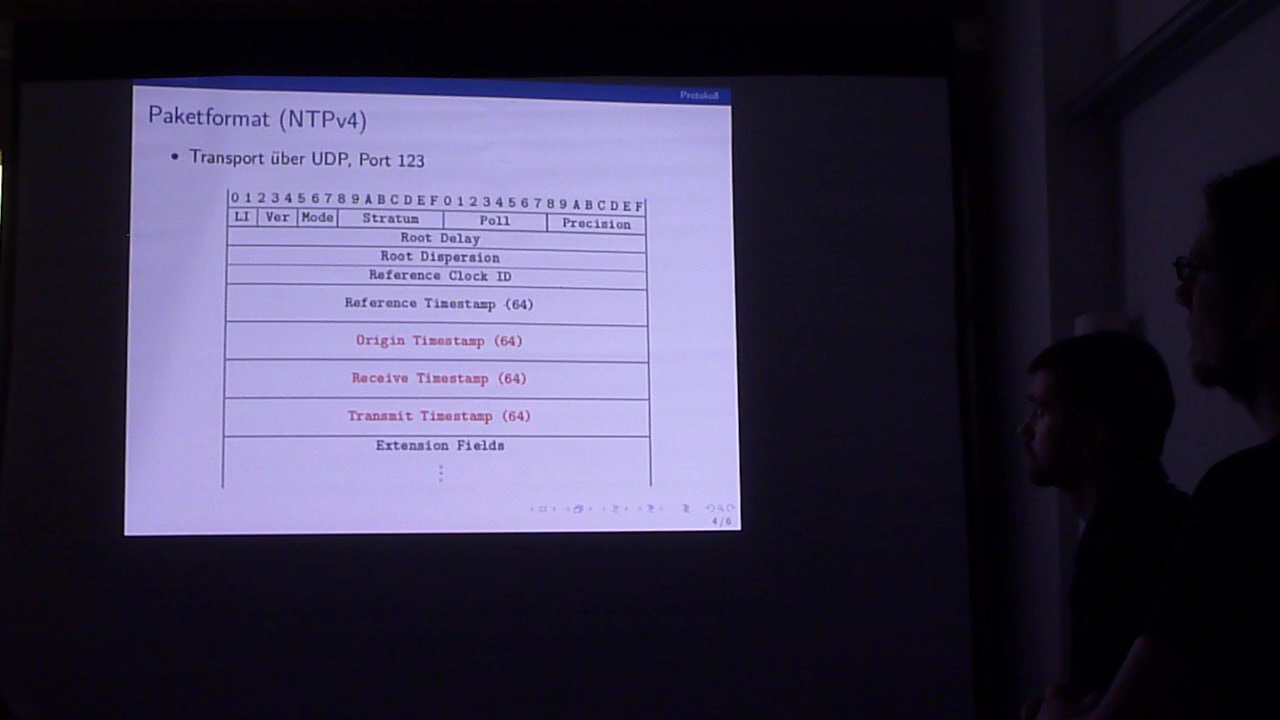 Protokoll
Paketformat (NTPv4)
• Transport über UDP, Port 123
0 1 2 3 4 5 6 7 8 9 A B C D E F 0 1 2 3 4 5 6 7 8 9 A B C D E F
LI Ver Mode Stratum Poll Precision
Root Delay
Root Dispersion
Reference Clock ID
Reference Timestamp (64)
Origin Timestamp (64)
Receive Timestamp (64)
Transmit Timestamp (64)
Extension Fields
4/6